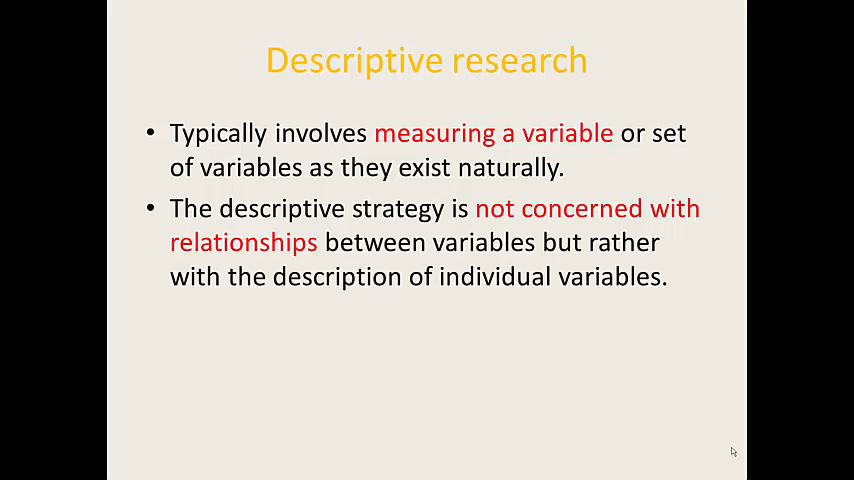 Descriptive research
• Typically involves measuring a variable or set
of variables as they exist naturally.
• The descriptive strategy is not concerned with
relationships between variables but rather
with the description of individual variables.